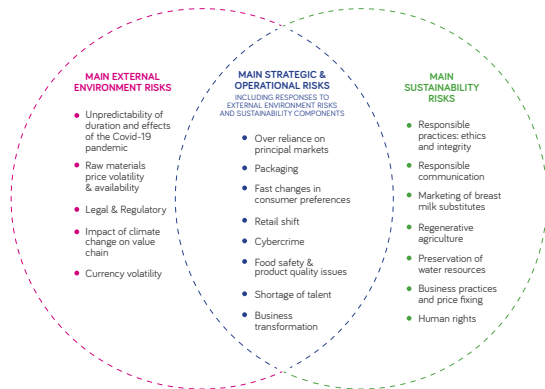 MAIN EXTERNAL
ENVIRONMENT RISKS
Unpredictability of
duration and effects
of the Covid-19
pandemic
Raw materials
price volatility
& availability
Legal & Regulatory
Impact of climate
change on value
chain
Currency volatility
MAIN STRATEGIC &
OPERATIONAL RISKS
INCLUDING RESPONSES TO
EXTERNAL ENVIRONMENT RISKS
AND SUSTAINABILITY COMPONENTS
Over reliance on
principal markets
Packaging
Fast changes in
consumer preferences
Retail shift
Cybercrime
Food safety &
product quality issues
Shortage of talent
Business
transformation
MAIN
SUSTAINABILITY
RISKS
Responsible
practices: ethics
and integrity
Responsible
communication
Marketing of breast
milk substitutes
Regenerative
agriculture
Preservation of
water resources
Business practices
and price fixing
Human rights